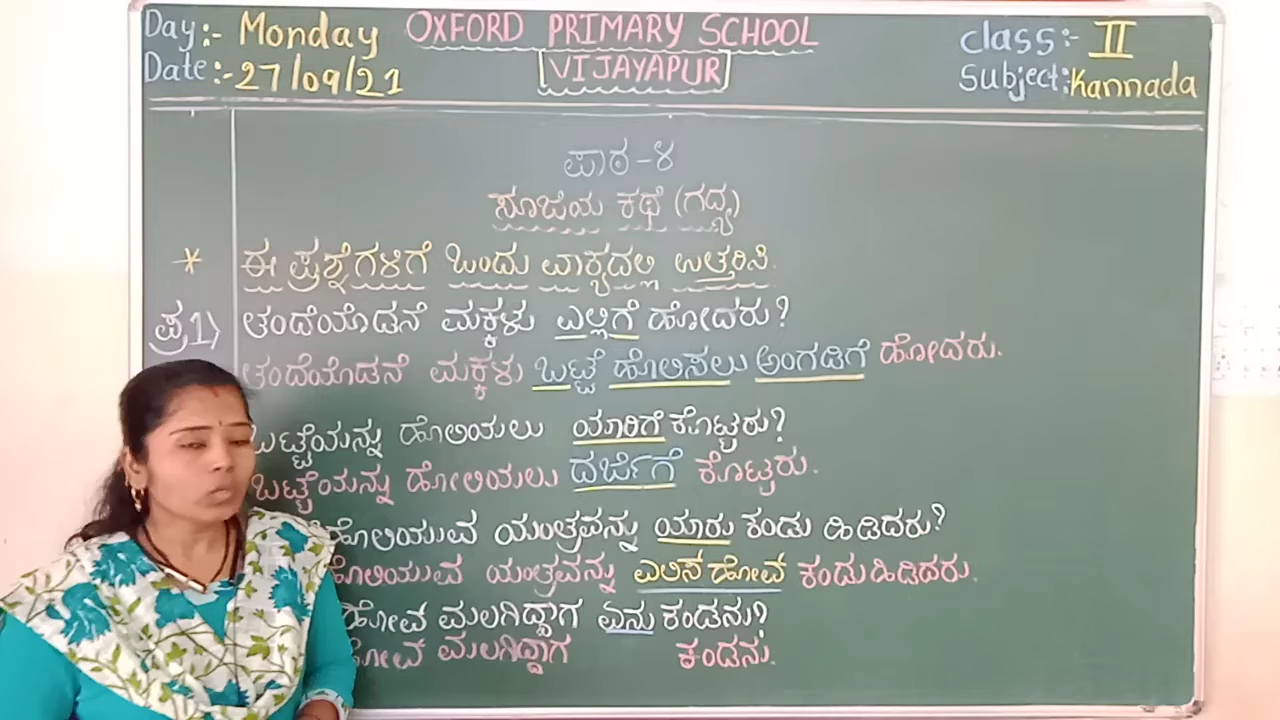 Day:- Monday OXFORD PRIMARY SCHOOL Class:- II
Date:- 27/09/21 VIJAYAPUR Subject: Kannada
ಪಾಠ-೪
ಸೂಜಿಯ ಕಥೆ (ಗದ್ಯ)
* ಈ ಪ್ರಶ್ನೆಗಳಿಗೆ ಒಂದು ವಾಕ್ಯದಲ್ಲಿ ಉತ್ತರಿಸಿ.
ಪ್ರ1) ತಂದೆಯೊಡನೆ ಮಕ್ಕಳು ಎಲ್ಲಿಗೆ ಹೋದರು?
ತಂದೆಯೊಡನೆ ಮಕ್ಕಳು ಬಟ್ಟೆ ಹೊಲಿಸಲು ಅಂಗಡಿಗೆ ಹೋದರು.
ಬಟ್ಟೆಯನ್ನು ಹೊಲಿಯಲು ಯಾರಿಗೆ ಕೊಟ್ಟರು?
ಬಟ್ಟೆಯನ್ನು ಹೋಲಿಯಲು ದರ್ಜಿಗೆ ಕೊಟ್ಟರು.
ಹೊಲಿಯುವ ಯಂತ್ರವನ್ನು ಯಾರು ಕಂಡು ಹಿಡಿದರು?
ಹೊಲಿಯುವ ಯಂತ್ರವನ್ನು ಎಲಿಸ್ ಹೋವ್ ಕಂಡುಹಿಡಿದರು.
ಹೋವ್ ಮಲಗಿದ್ದಾಗ ಏನು ಕಂಡನು?
ಹೋವ್ ಮಲಗಿದ್ದಾಗ ಕಂಡನು.